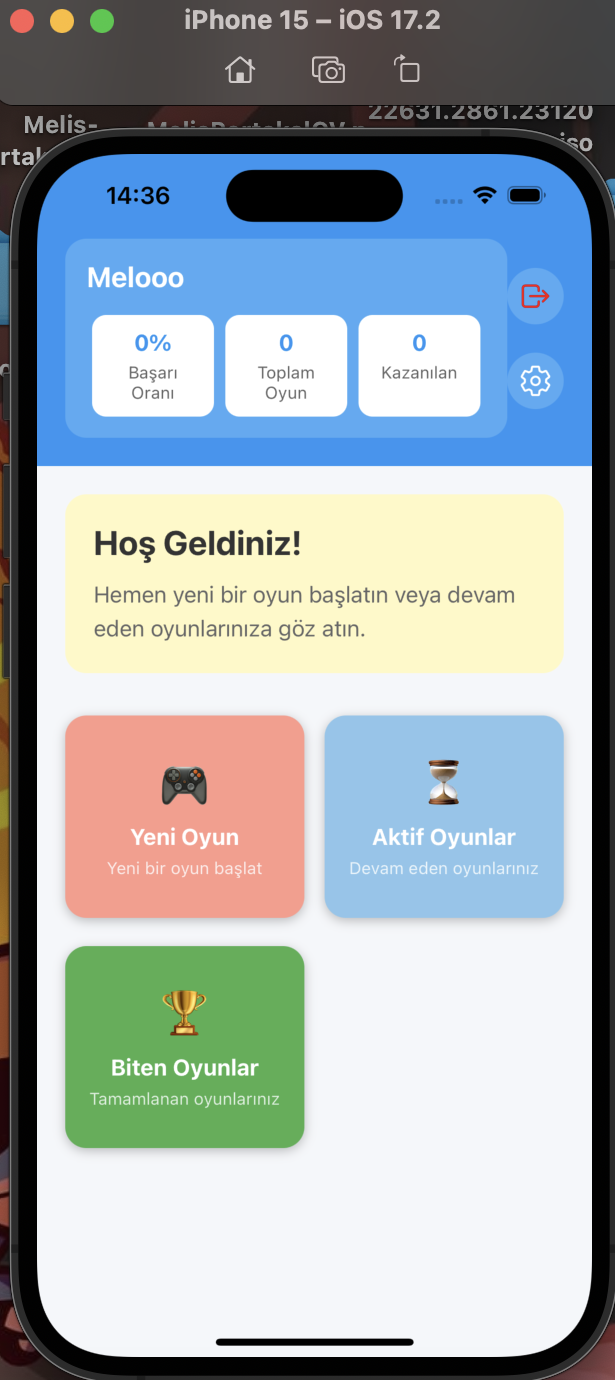 iPhone 15 – iOS 17.2
22631.2861.23120
Melis-
iso
14:36
Melooo
0%
Başarı
Oranı
0
Toplam
Oyun
0
Kazanılan
Hoş Geldiniz!
Hemen yeni bir oyun başlatın veya devam
eden oyunlarınıza göz atın.
Yeni Oyun
Yeni bir oyun başlat
Aktif Oyunlar
Devam eden oyunlarınız
Biten Oyunlar
Tamamlanan oyunlarınız